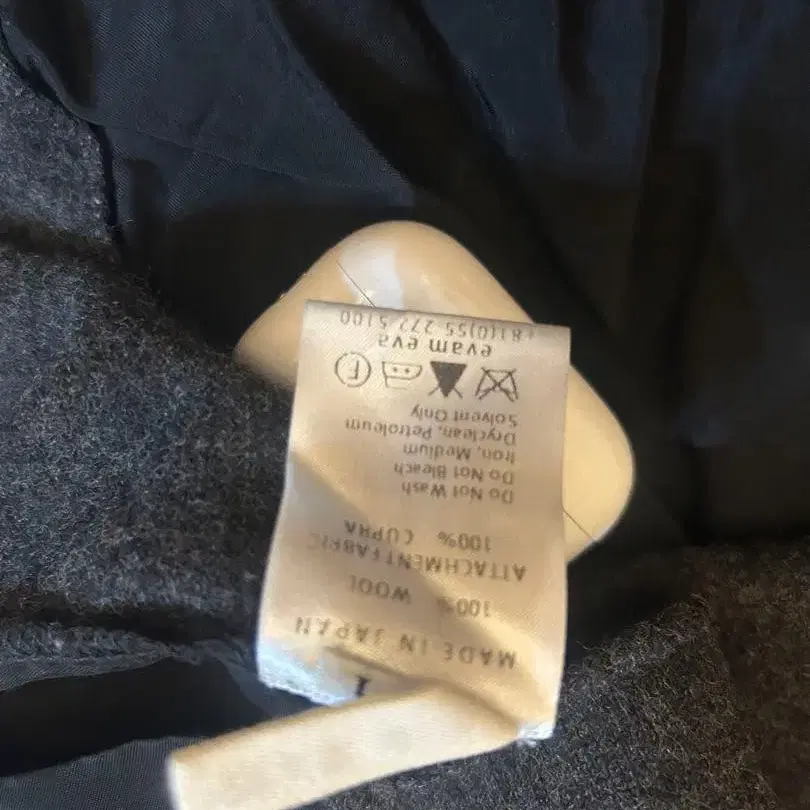 1
MADE IN JAPAN
100% WOOL
ATTACHMENTFABRIC
100% CUPRA
Do Not Wash
Do Not Bleach
Iron, Medium
Dryclean, Petroleum
Solvent Only
F
evam eva
+81(0)55 272 5100